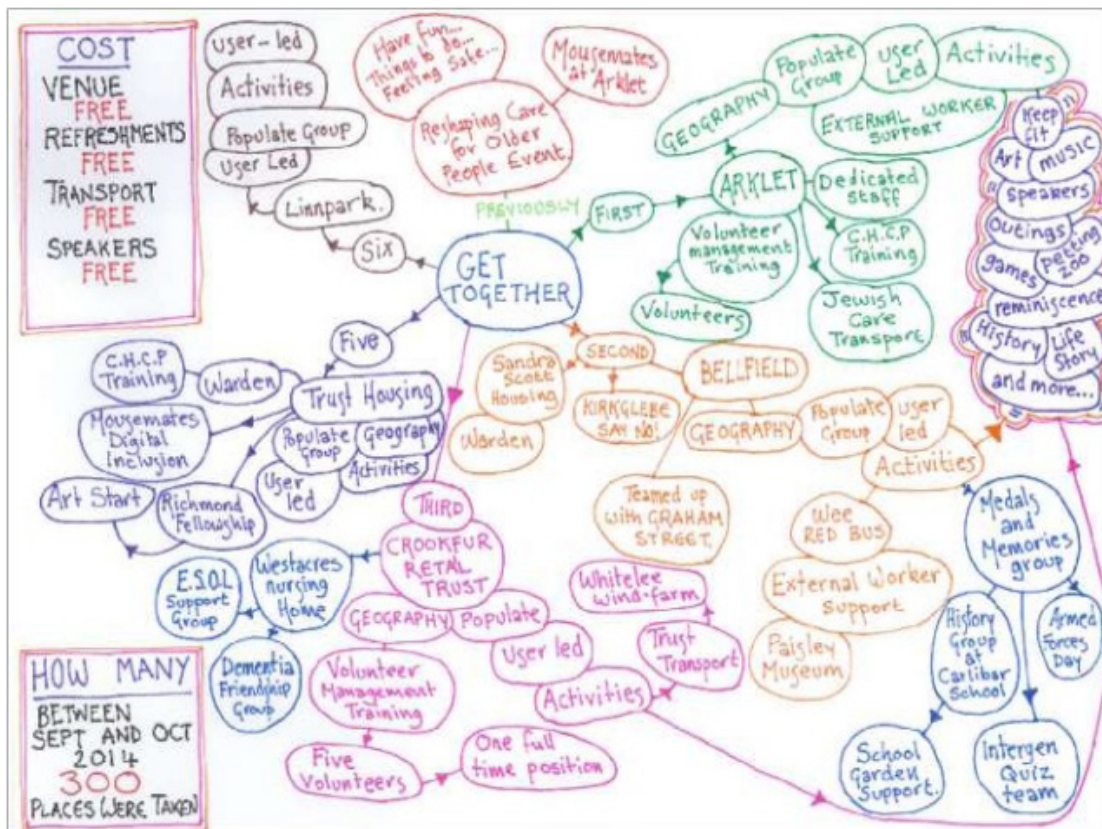 COST
VENUE
FREE
REFRESHMENTS
FREE
TRANSPORT
FREE
SPEAKERS
FREE
User-led
Activities
Populate Group
User Led
Linnpark.
Six
Have fun...
Things to do...
Feeling Safe...
Mousemates
at Arklet
Reshaping Care
for Older
People Event.
PREVIOUSLY
GET
TOGETHER
FIRST
ARKLET
GEOGRAPHY
Populate
Group
User
Led
Activities
EXTERNAL WORKER
SUPPORT
Dedicated
Staff
C.H.C.P
Training
Jewish
Care
Transport
Volunteer
management
Training
Volunteers
Keep
fit
Art
music
Speakers
Outings
petting
zoo
games
reminiscence
History
Life
Story
and more...
SECOND
Sandra
Scott
Housing
Warden
KIRKGLEBE
SAY NO!
BELLFIELD
GEOGRAPHY
Populate
Group
User
led
Activities
Teamed up
with GRAHAM
STREET.
Wee
RED BUS
External Worker
Support
Paisley
Museum
Medals
and
Memories
group
History
Group
at
Carlibar
School
Armed
Forces
Day
School
Garden
Support.
Intergen
Quiz
team
Five
Trust Housing
Warden
C.H.C.P
Training
Mousemates
Digital
Inclusion
Populate
Group
Geography
Activities
User
led
Richmond
Fellowship
Art Start
THIRD
CROOKFUR
RETAL
TRUST
Westacres
nursing
Home
E.S.O.L
Support
Group
Dementia
Friendship
Group
GEOGRAPHY
Populate
User led
Activities
Trust
Transport
Whitelee
wind-farm
Volunteer
Management
Training
Five
Volunteers
One full
time position
HOW MANY
BETWEEN
SEPT AND OCT
2014
300
PLACES WERE TAKEN